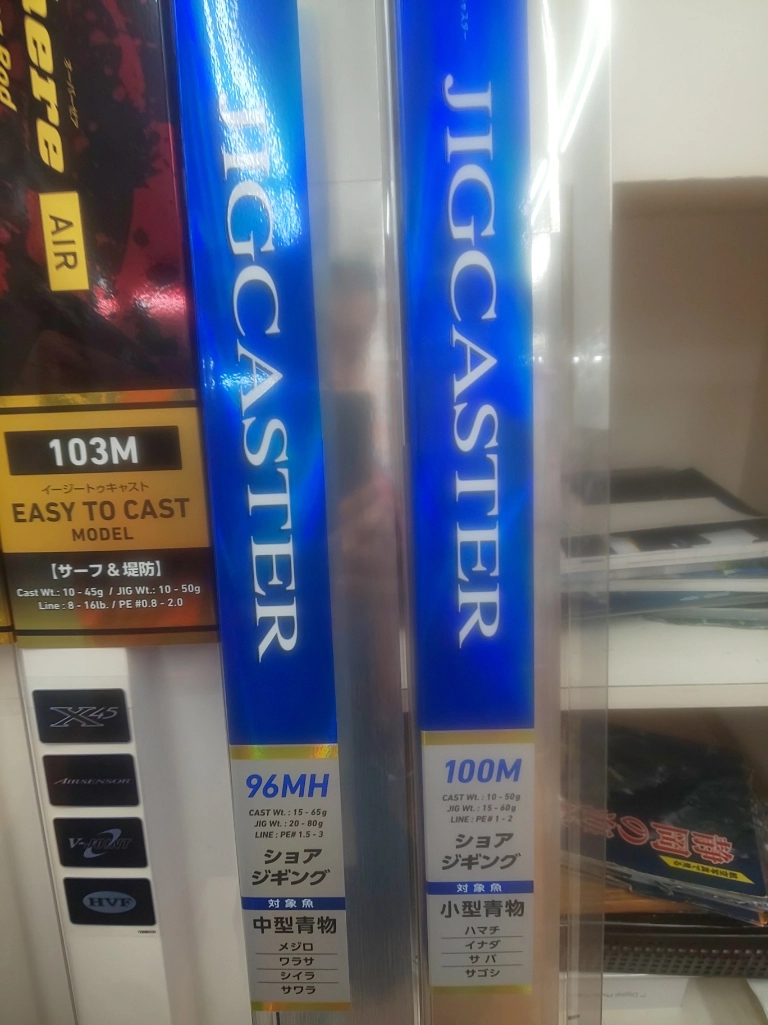 AIR
103M
イージートゥキャスト
EASY TO CAST
MODEL
【サーフ&堤防】
Cast Wt.: 10 - 45g / JIG Wt.: 10 - 50g
Line : 8 - 16lb. / PE #0.8 - 2.0
X45
AIRSENSOR
V-JOINT
HVF
JIGCASTER
96MH
CAST Wt. : 15 - 65g
JIG Wt. : 20 - 80g
LINE : PE# 1.5 - 3
ショア
ジギング
対象魚
中型青物
メジロ
ワラサ
シイラ
サワラ
JIGCASTER
100M
CAST Wt. : 10 - 50g
JIG Wt. : 15 - 60g
LINE : PE# 1 - 2
ショア
ジギング
対象魚
小型青物
ハマチ
イナダ
サバ
サゴシ
静岡の